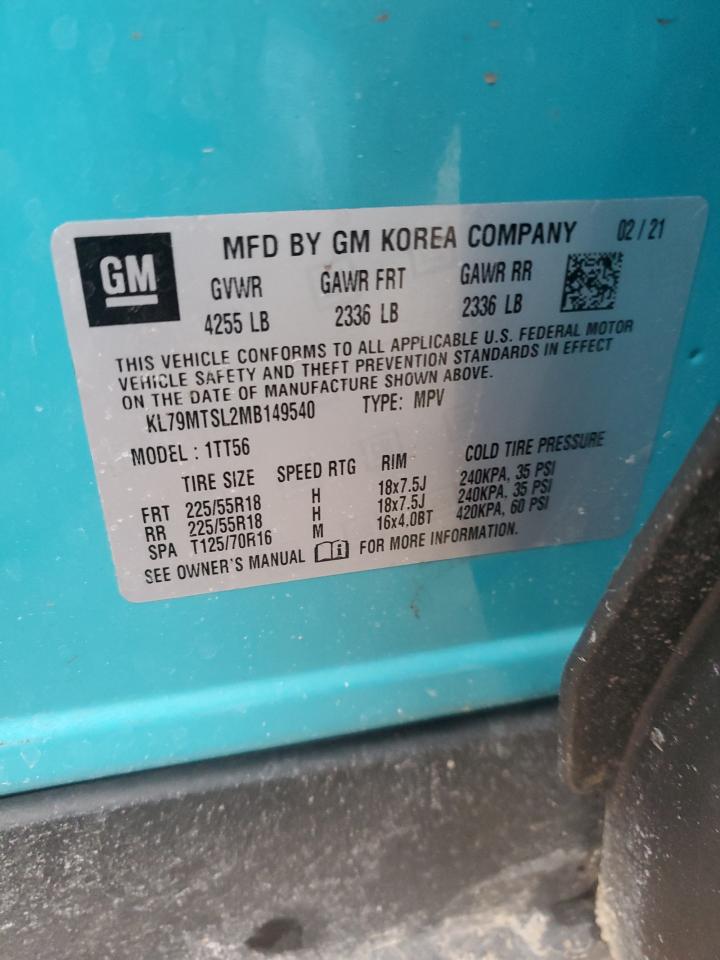 GM
MFD BY GM KOREA COMPANY 02 / 21
GVWR GAWR FRT GAWR RR
4255 LB 2336 LB 2336 LB
THIS VEHICLE CONFORMS TO ALL APPLICABLE U.S. FEDERAL MOTOR
VEHICLE SAFETY AND THEFT PREVENTION STANDARDS IN EFFECT
ON THE DATE OF MANUFACTURE SHOWN ABOVE.
KL79MTSL2MB149540 TYPE: MPV
MODEL : 1TT56
TIRE SIZE SPEED RTG RIM COLD TIRE PRESSURE
FRT 225/55R18 H 18x7.5J 240KPA, 35 PSI
RR 225/55R18 H 18x7.5J 240KPA, 35 PSI
SPA T125/70R16 M 16x4.0BT 420KPA, 60 PSI
SEE OWNER'S MANUAL FOR MORE INFORMATION.